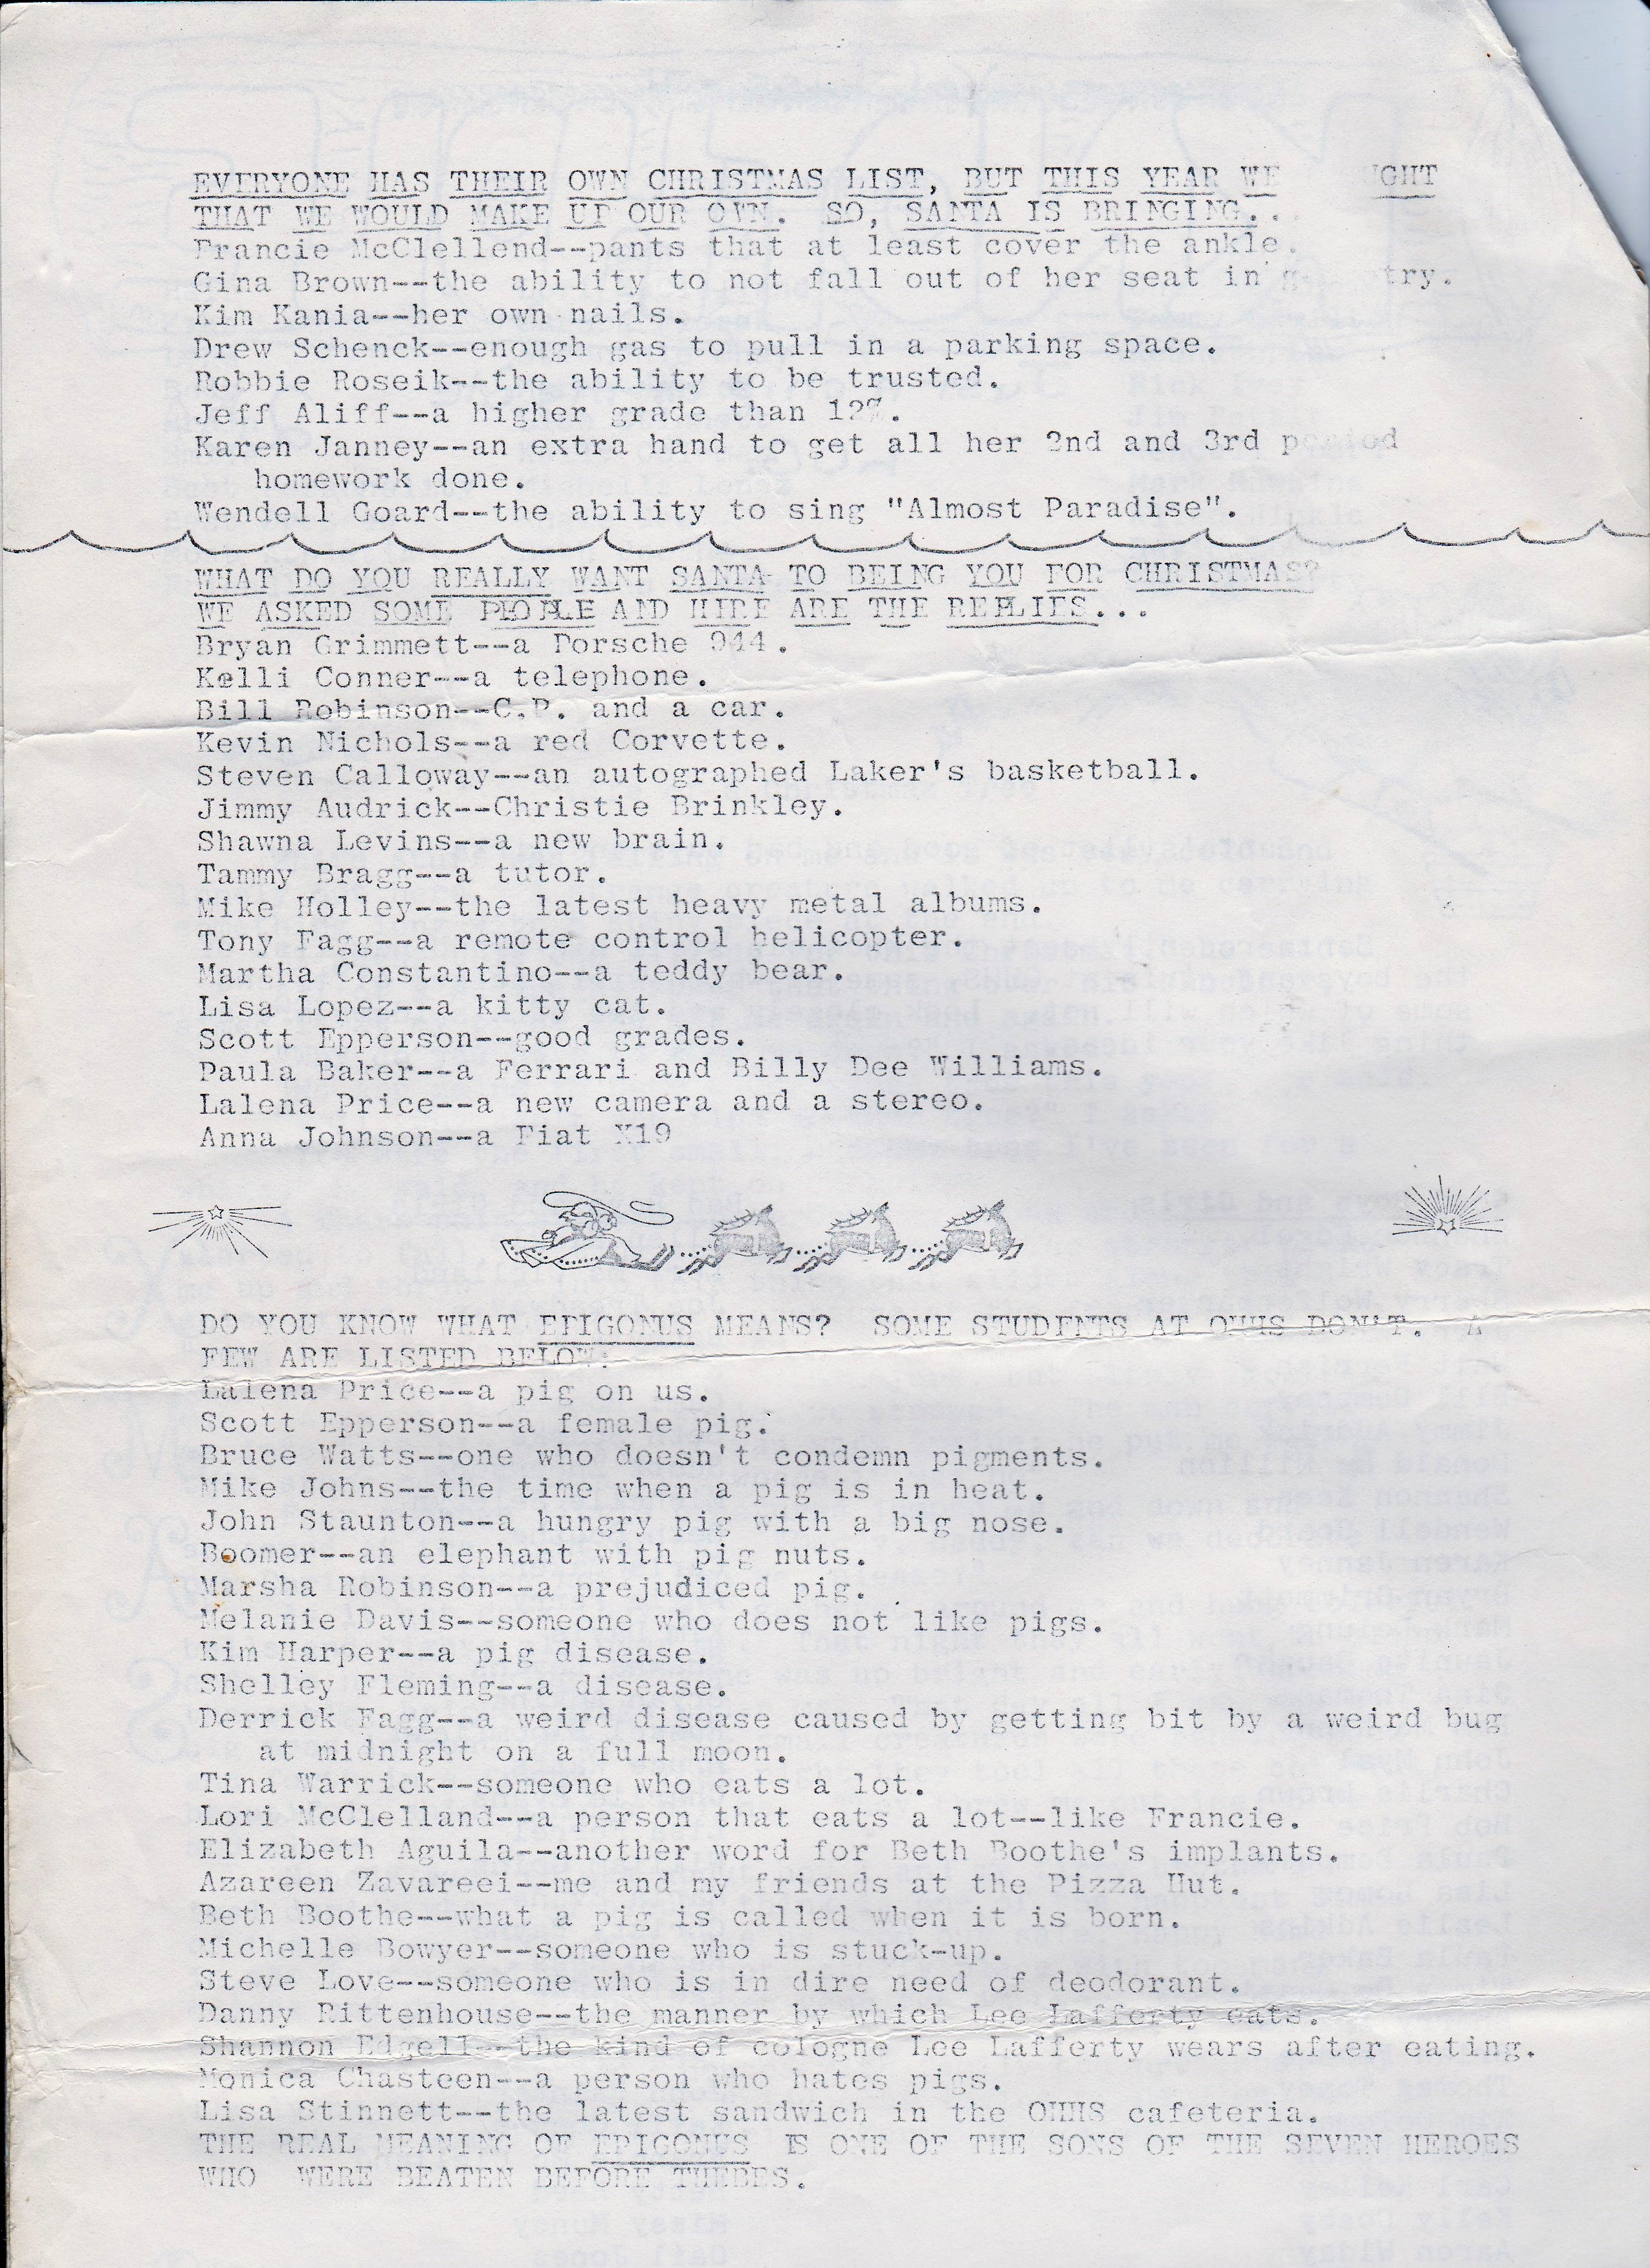 EVERYONE HAS THEIR OWN CHRISTMAS LIST, BUT THIS YEAR WE
THAT WE WOULD MAKE UP OUR OWN. SO, SANTA IS BRINGING...
Francie McClellend--pants that at least cover the ankle.
Gina Brown--the ability to not fall out of her seat in
Kim Kania--her own nails.
Drew Schenck--enough gas to pull in a parking space.
Robbie Roseik--the ability to be trusted.
Jeff Aliff--a higher grade than 12%.
Karen Janney--an extra hand to get all her 2nd and 3rd period
homework done.
Wendell Goard--the ability to sing "Almost Paradise".
WHAT DO YOU REALLY WANT SANTA TO BEING YOU FOR CHRISTMAS?
WE ASKED SOME PEOPLE AND HERE ARE THE REPLIES...
Bryan Grimmett--a Porsche 944.
Kelli Conner--a telephone.
Bill Robinson--C.P. and a car.
Kevin Nichols--a red Corvette.
Steven Calloway--an autographed Laker's basketball.
Jimmy Audrick--Christie Brinkley.
Shawna Levins--a new brain.
Tammy Bragg--a tutor.
Mike Holley--the latest heavy metal albums.
Tony Fagg--a remote control helicopter.
Martha Constantino--a teddy bear.
Lisa Lopez--a kitty cat.
Scott Epperson--good grades.
Paula Baker--a Ferrari and Billy Dee Williams.
Lalena Price--a new camera and a stereo.
Anna Johnson--a Fiat X19
DO YOU KNOW WHAT EPIGONUS MEANS? SOME STUDENTS AT OHHS DON'T. A
FEW ARE LISTED BELOW:
Lalena Price--a pig on us.
Scott Epperson--a female pig.
Bruce Watts--one who doesn't condemn pigments.
Mike Johns--the time when a pig is in heat.
John Staunton--a hungry pig with a big nose.
Boomer--an elephant with pig nuts.
Marsha Robinson--a prejudiced pig.
Melanie Davis--someone who does not like pigs.
Kim Harper--a pig disease.
Shelley Fleming--a disease.
Derrick Fagg--a weird disease caused by getting bit by a weird bug
at midnight on a full moon.
Tina Warrick--someone who eats a lot.
Lori McClelland--a person that eats a lot--like Francie.
Elizabeth Aguila--another word for Beth Boothe's implants.
Azareen Zavareei--me and my friends at the Pizza Hut.
Beth Boothe--what a pig is called when it is born.
Michelle Bowyer--someone who is stuck-up.
Steve Love--someone who is in dire need of deodorant.
Danny Rittenhouse--the manner by which Lee Lafferty eats.
Shannon Edgell--the kind of cologne Lee Lafferty wears after eating.
Monica Chasteen--a person who hates pigs.
Lisa Stinnett--the latest sandwich in the OHHS cafeteria.
THE REAL MEANING OF EPIGONUS IS ONE OF THE SONS OF THE SEVEN HEROES
WHO WERE BEATEN BEFORE THEBES.